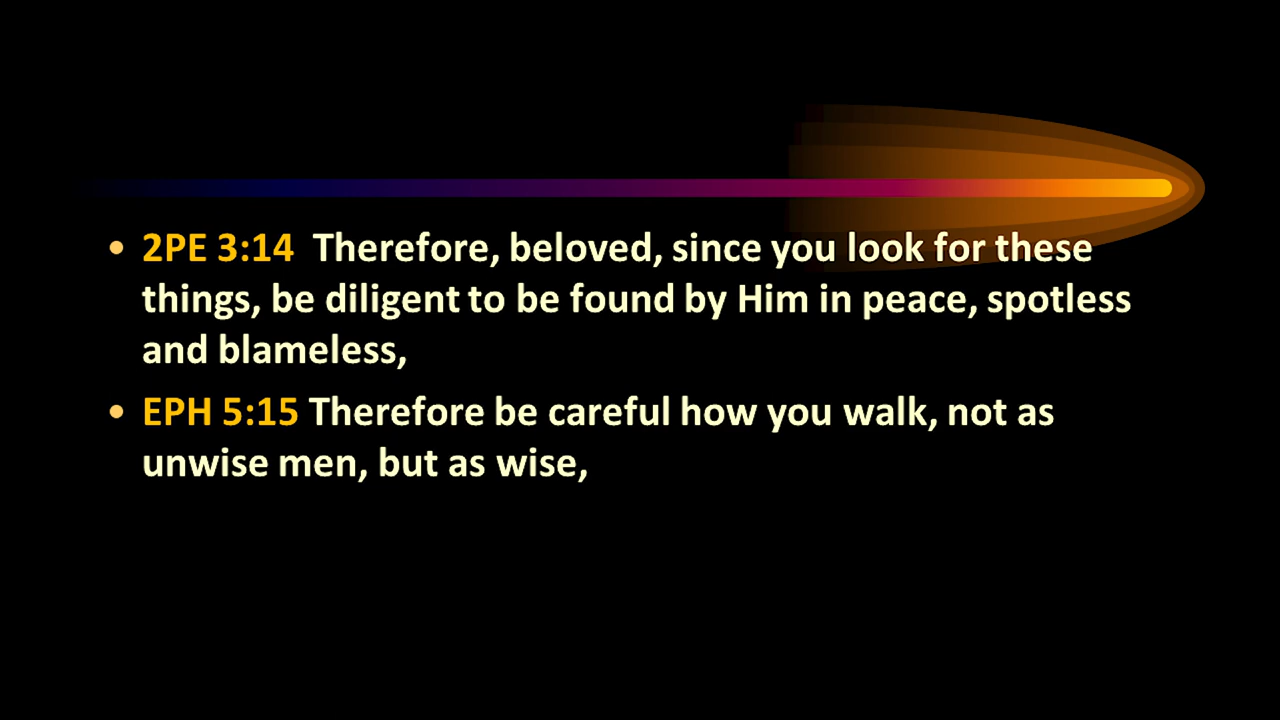 • 2PE 3:14  Therefore, beloved, since you look for these
things, be diligent to be found by Him in peace, spotless
and blameless,
• EPH 5:15 Therefore be careful how you walk, not as
unwise men, but as wise,